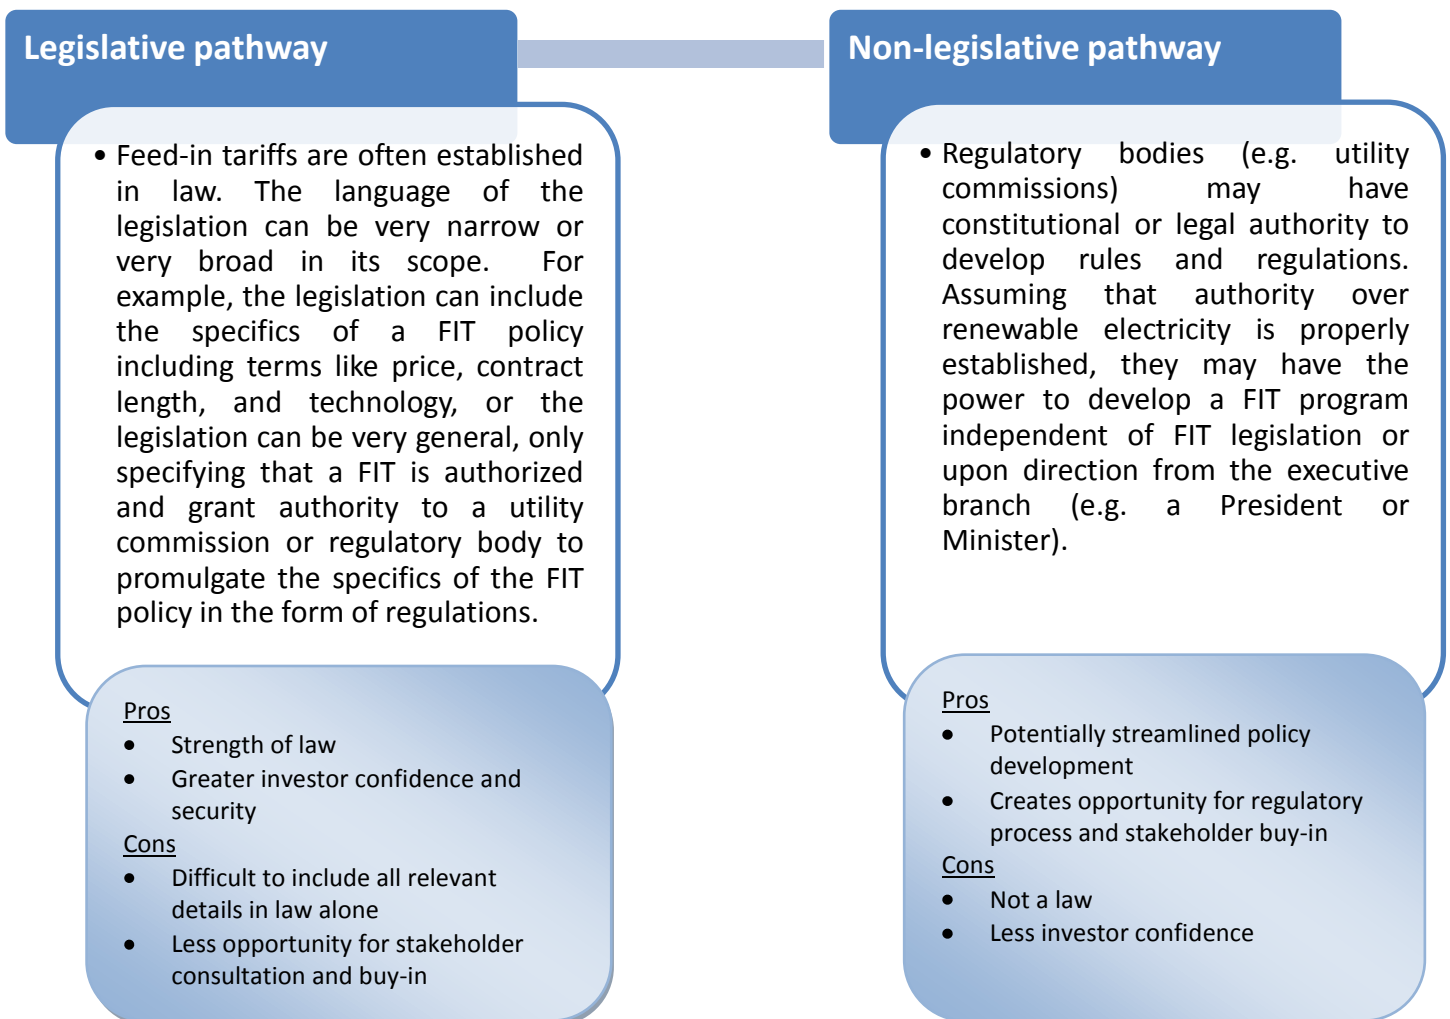 Legislative pathway
• Feed-in tariffs are often established
in law. The language of the
legislation can be very narrow or
very broad in its scope. For
example, the legislation can include
the specifics of a FIT policy
including terms like price, contract
length, and technology, or the
legislation can be very general, only
specifying that a FIT is authorized
and grant authority to a utility
commission or regulatory body to
promulgate the specifics of the FIT
policy in the form of regulations.
Pros
• Strength of law
• Greater investor confidence and
security
Cons
• Difficult to include all relevant
details in law alone
• Less opportunity for stakeholder
consultation and buy-in
Non-legislative pathway
• Regulatory bodies (e.g. utility
commissions) may have
constitutional or legal authority to
develop rules and regulations.
Assuming that authority over
renewable electricity is properly
established, they may have the
power to develop a FIT program
independent of FIT legislation or
upon direction from the executive
branch (e.g. a President or
Minister).
Pros
• Potentially streamlined policy
development
• Creates opportunity for regulatory
process and stakeholder buy-in
Cons
• Not a law
• Less investor confidence